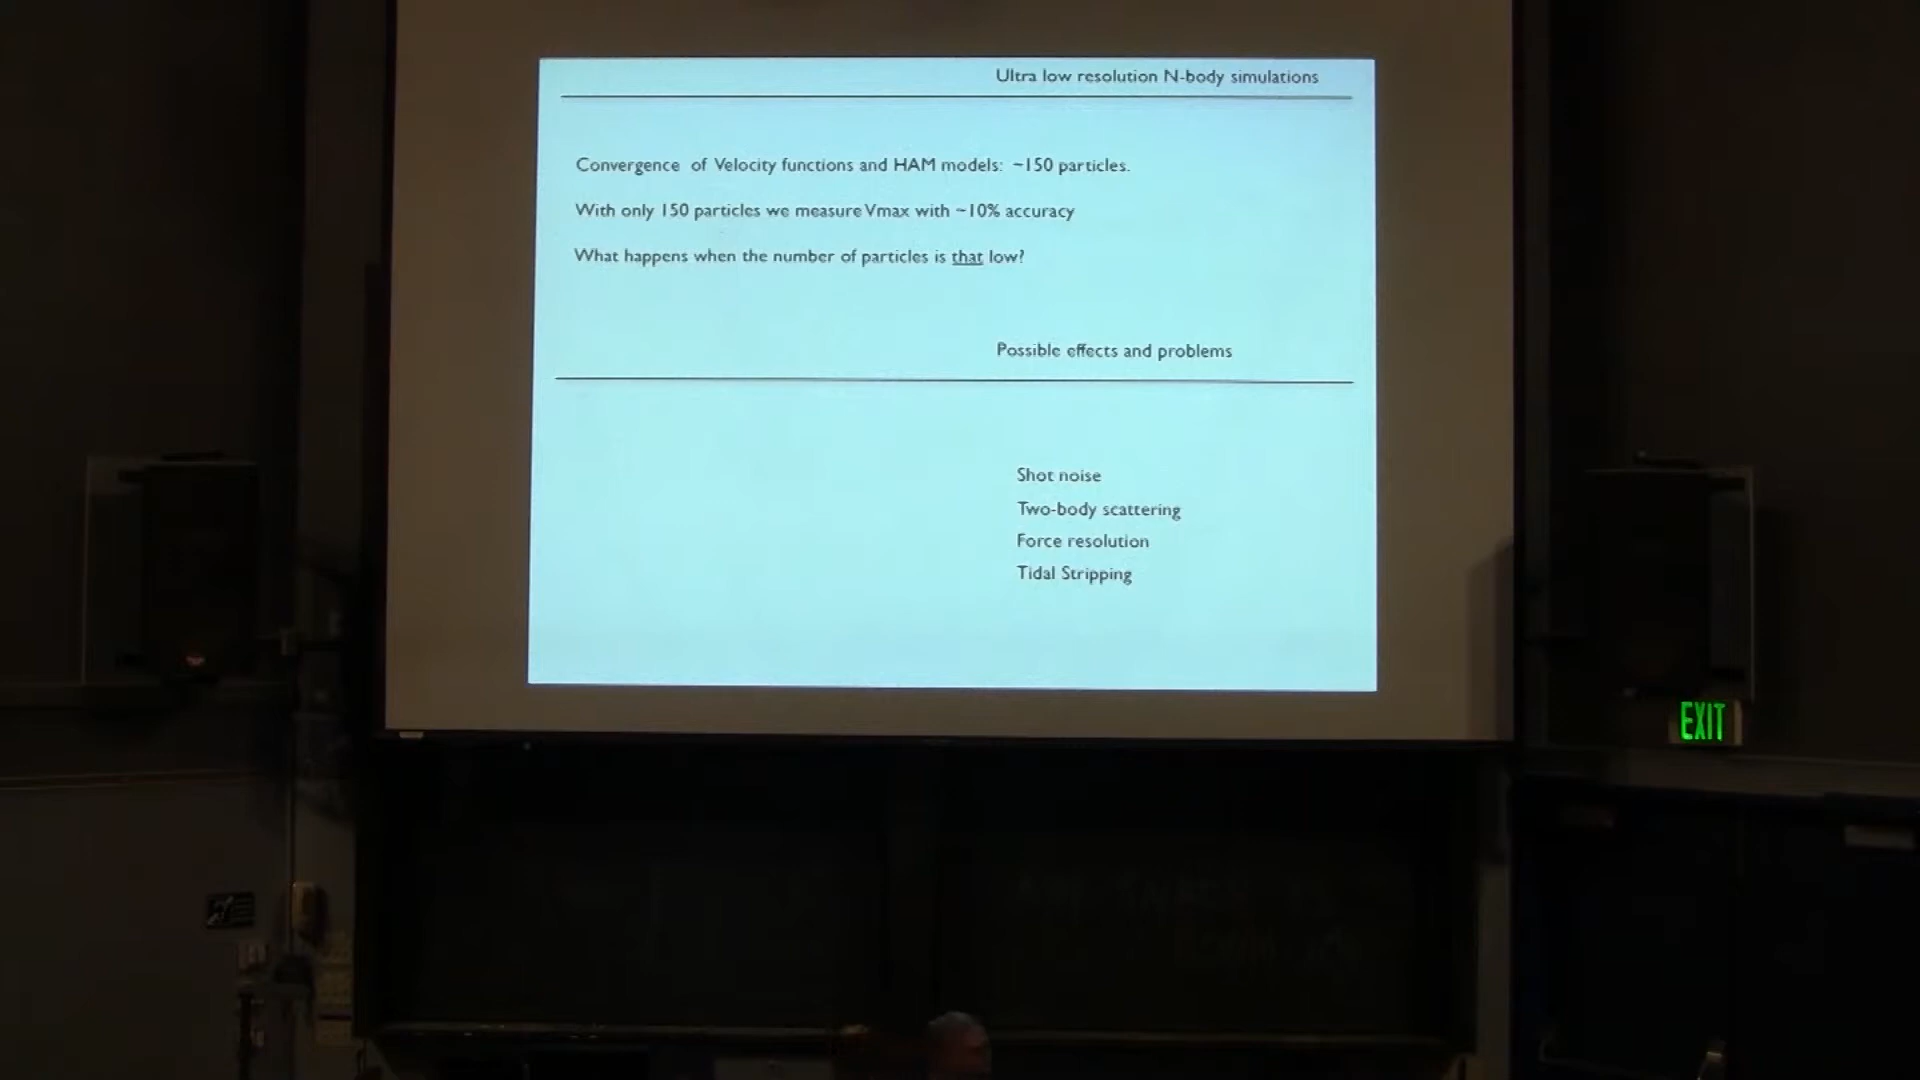 Ultra low resolution N-body simulations
Convergence of Velocity functions and HAM models: ~150 particles.
With only 150 particles we measure Vmax with ~10% accuracy
What happens when the number of particles is that low?
Possible effects and problems
Shot noise
Two-body scattering
Force resolution
Tidal Stripping
EXIT